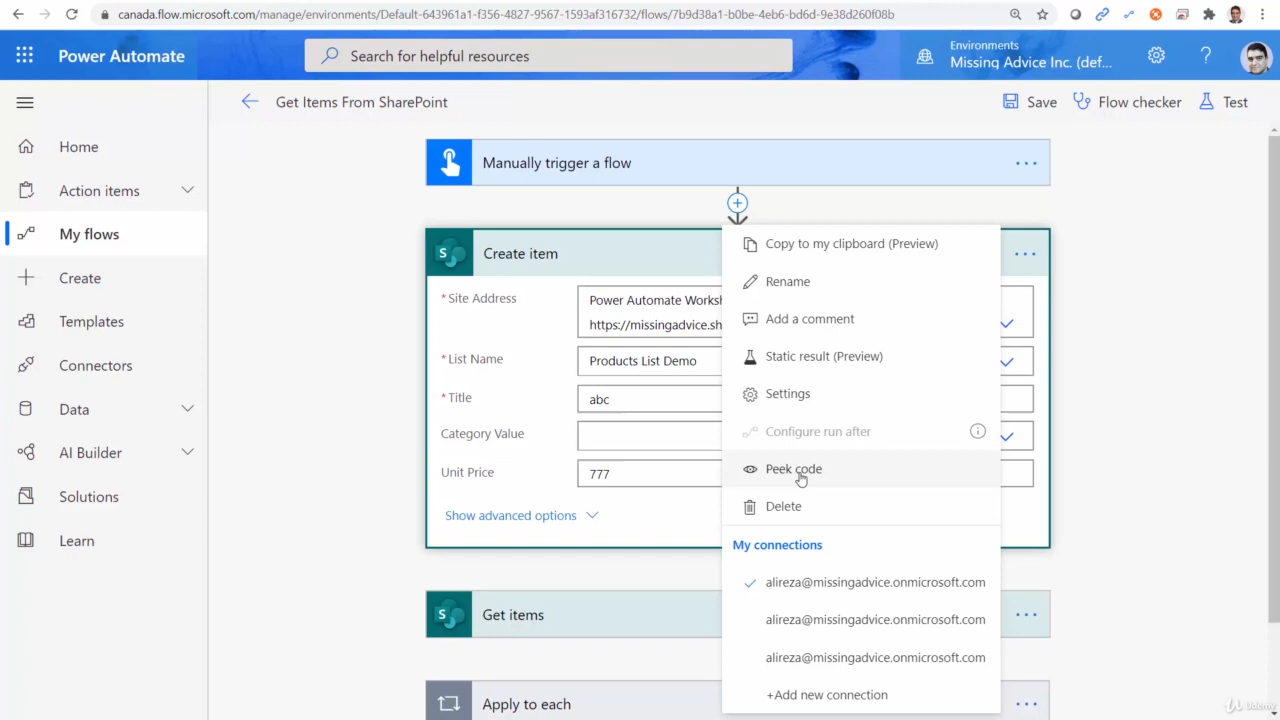 canada.flow.microsoft.com/manage/environments/Default-643961a1-f356-4827-9567-1593af316732/flows/7b9d38a1-b0be-4eb6-bd6d-9e38d260f08b
Power Automate
Search for helpful resources
Environments
Missing Advice Inc. (def...
Get Items From SharePoint
Save
Flow checker
Test
Home
Action items
My flows
Create
Templates
Connectors
Data
AI Builder
Solutions
Learn
Manually trigger a flow
Create item
* Site Address
Power Automate Worksh
https://missingadvice.sh
* List Name
Products List Demo
* Title
abc
Category Value
Unit Price
777
Show advanced options
Copy to my clipboard (Preview)
Rename
Add a comment
Static result (Preview)
Settings
Configure run after
Peek code
Delete
My connections
alireza@missingadvice.onmicrosoft.com
alireza@missingadvice.onmicrosoft.com
alireza@missingadvice.onmicrosoft.com
+Add new connection
Get items
Apply to each
Udemy